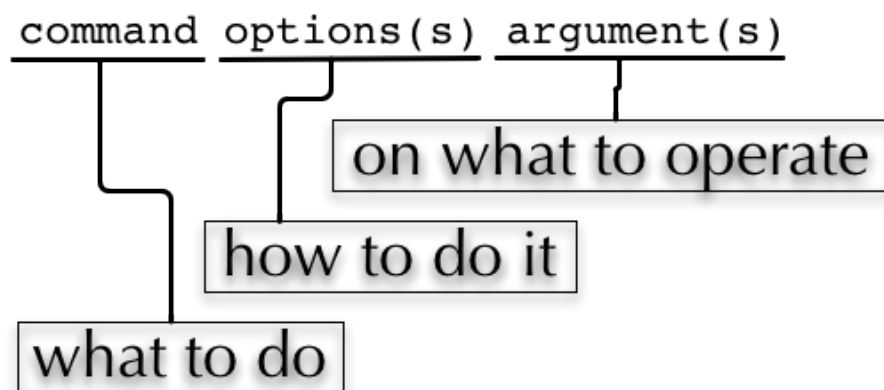 command options(s) argument(s)
on what to operate
how to do it
what to do